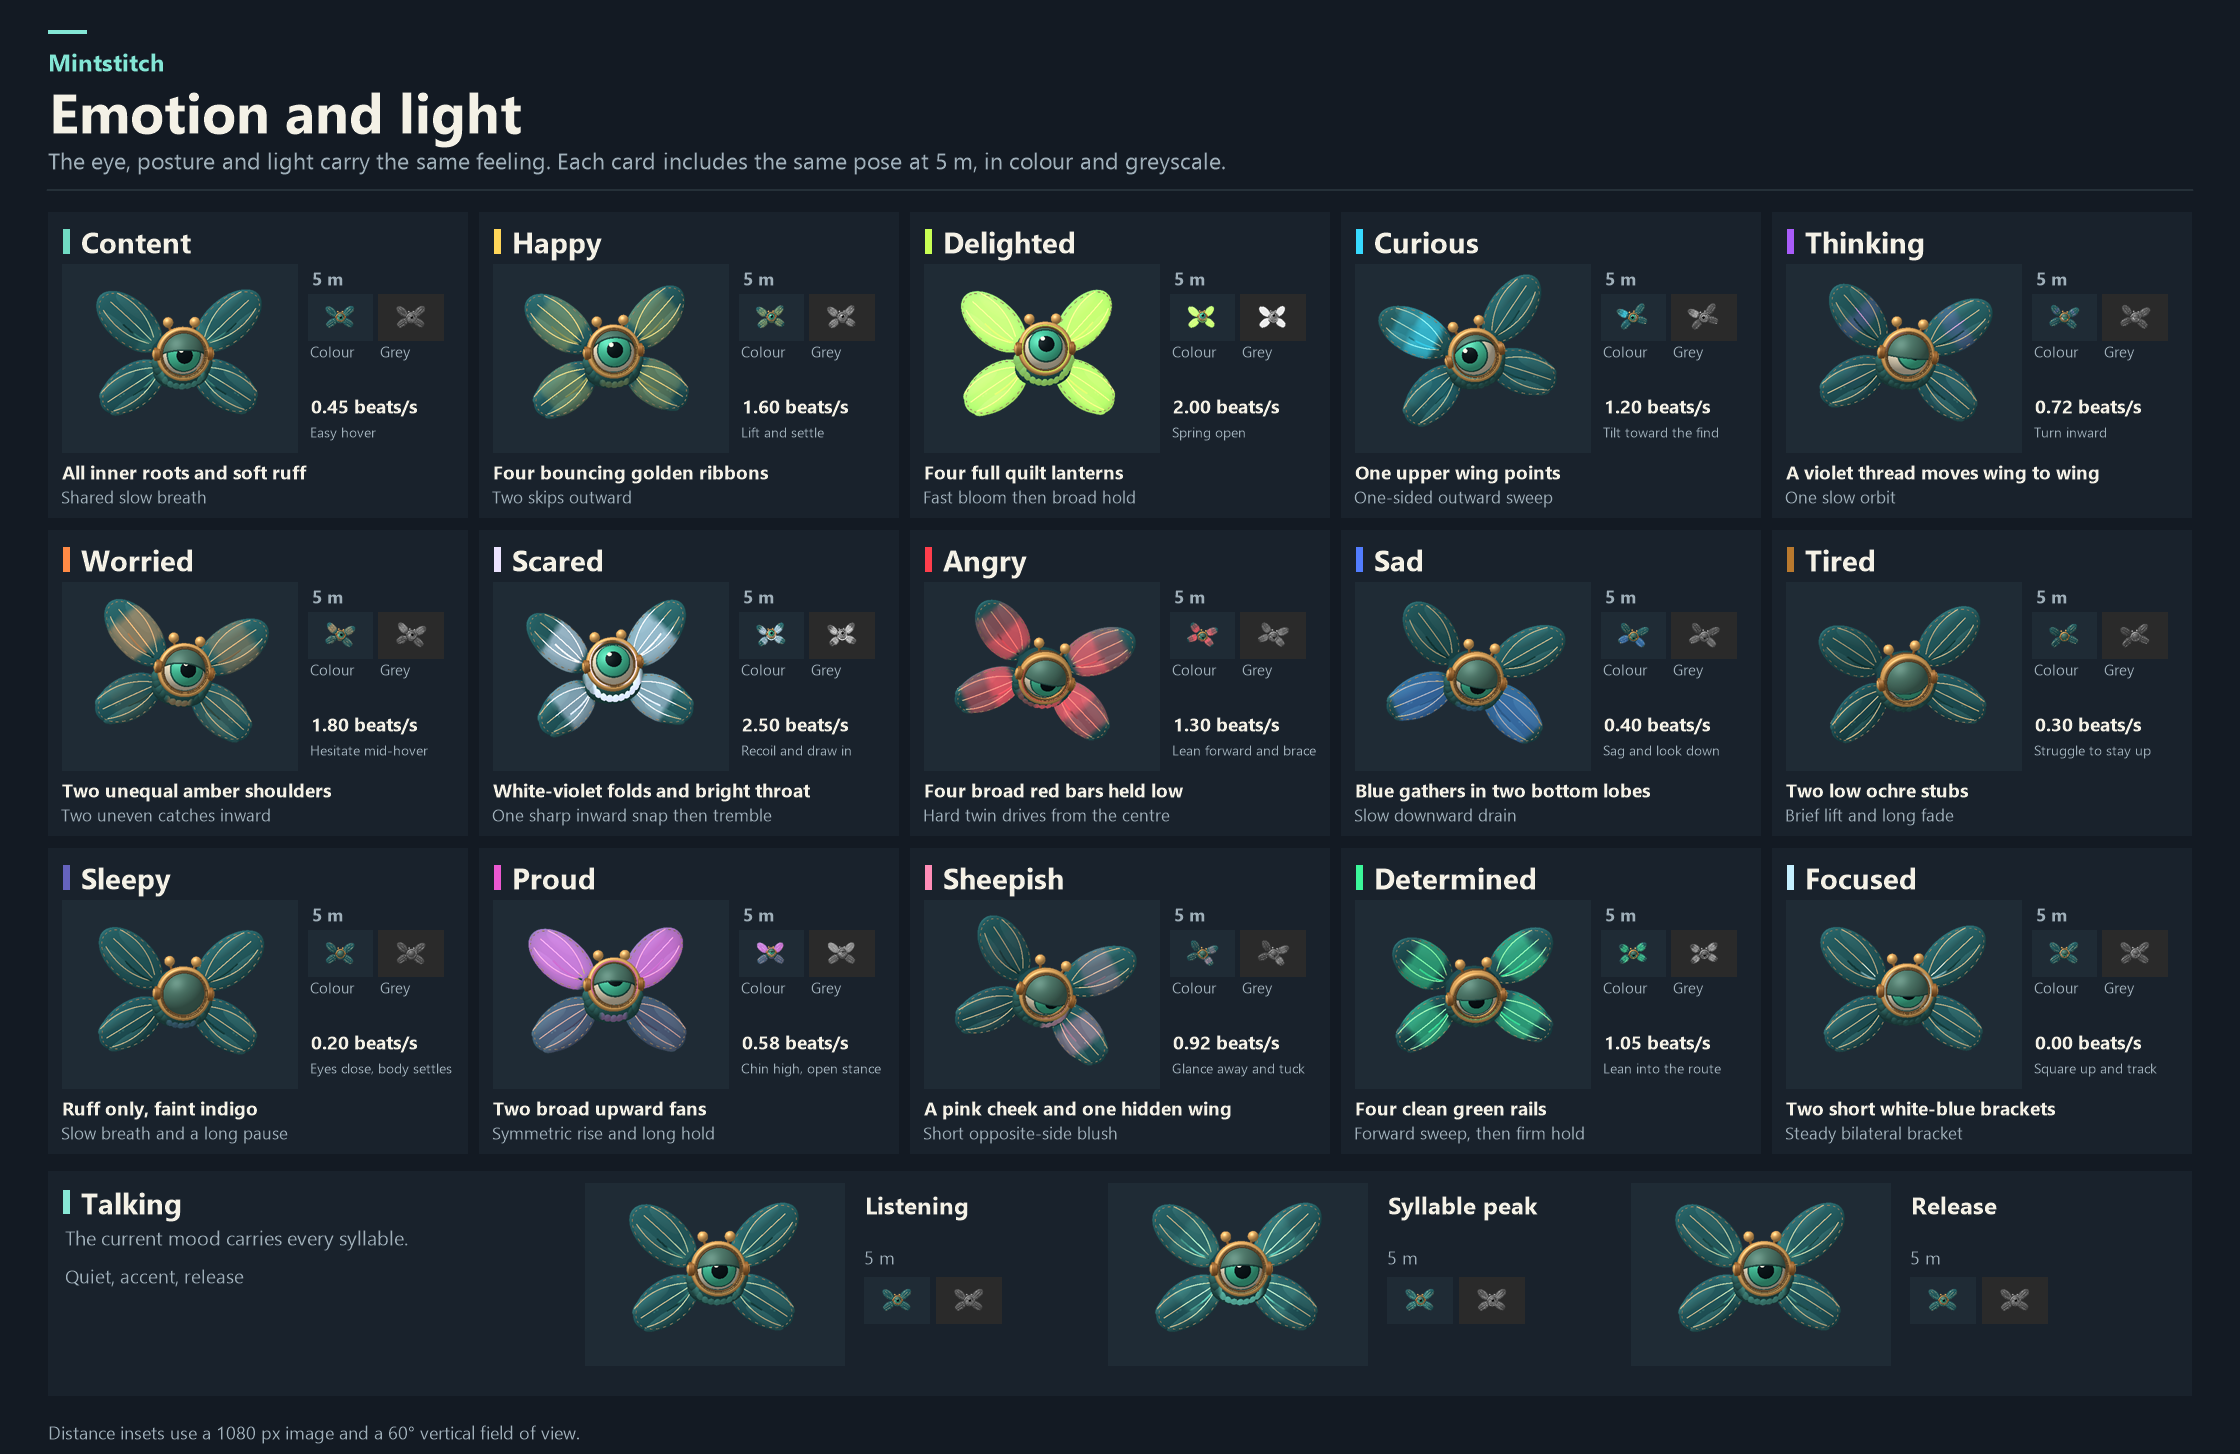 Mintstitch
Emotion and light
The eye, posture and light carry the same feeling. Each card includes the same pose at 5 m, in colour and greyscale.
Content
5 m
Colour Grey
0.45 beats/s
Easy hover
All inner roots and soft ruff
Shared slow breath
Happy
5 m
Colour Grey
1.60 beats/s
Lift and settle
Four bouncing golden ribbons
Two skips outward
Delighted
5 m
Colour Grey
2.00 beats/s
Spring open
Four full quilt lanterns
Fast bloom then broad hold
Curious
5 m
Colour Grey
1.20 beats/s
Tilt toward the find
One upper wing points
One-sided outward sweep
Thinking
5 m
Colour Grey
0.72 beats/s
Turn inward
A violet thread moves wing to wing
One slow orbit
Worried
5 m
Colour Grey
1.80 beats/s
Hesitate mid-hover
Two unequal amber shoulders
Two uneven catches inward
Scared
5 m
Colour Grey
2.50 beats/s
Recoil and draw in
White-violet folds and bright throat
One sharp inward snap then tremble
Angry
5 m
Colour Grey
1.30 beats/s
Lean forward and brace
Four broad red bars held low
Hard twin drives from the centre
Sad
5 m
Colour Grey
0.40 beats/s
Sag and look down
Blue gathers in two bottom lobes
Slow downward drain
Tired
5 m
Colour Grey
0.30 beats/s
Struggle to stay up
Two low ochre stubs
Brief lift and long fade
Sleepy
5 m
Colour Grey
0.20 beats/s
Eyes close, body settles
Ruff only, faint indigo
Slow breath and a long pause
Proud
5 m
Colour Grey
0.58 beats/s
Chin high, open stance
Two broad upward fans
Symmetric rise and long hold
Sheepish
5 m
Colour Grey
0.92 beats/s
Glance away and tuck
A pink cheek and one hidden wing
Short opposite-side blush
Determined
5 m
Colour Grey
1.05 beats/s
Lean into the route
Four clean green rails
Forward sweep, then firm hold
Focused
5 m
Colour Grey
0.00 beats/s
Square up and track
Two short white-blue brackets
Steady bilateral bracket
Talking
The current mood carries every syllable.
Quiet, accent, release
Listening
5 m
Syllable peak
5 m
Release
5 m
Distance insets use a 1080 px image and a 60° vertical field of view.